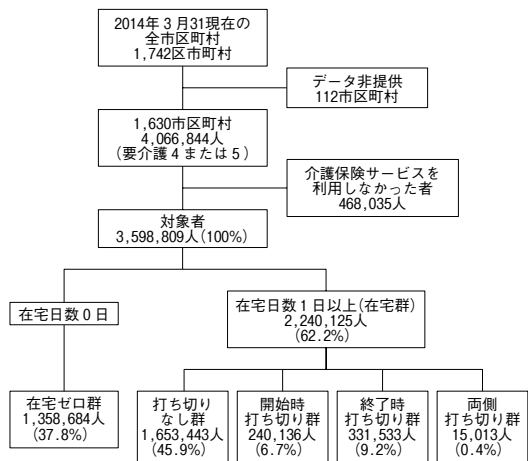 2014年3月31現在の
全市区町村
1,742区市町村
データ非提供
112市区町村
1,630市区町村
4,066,844人
(要介護4または5)
介護保険サービスを
利用しなかった者
468,035人
対象者
3,598,809人(100%)
在宅日数0日
在宅日数1日以上(在宅群)
2,240,125人
(62.2%)
在宅ゼロ群
1,358,684人
(37.8%)
打ち切り
なし群
1,653,443人
(45.9%)
開始時
打ち切り群
240,136人
(6.7%)
終了時
打ち切り群
331,533人
(9.2%)
両側
打ち切り群
15,013人
(0.4%)